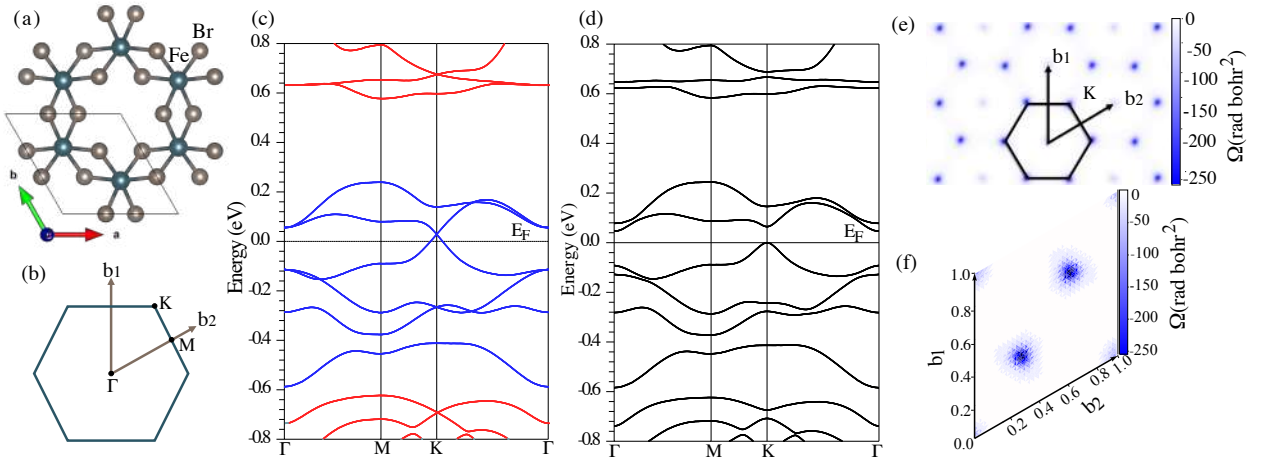 (a)
Br
Fe
b
a
(b)
b1
K
b2
M
Γ
(c)
Energy (eV)
0.8
0.6
0.4
0.2
0.0
-0.2
-0.4
-0.6
-0.8
E_F
Γ
M
K
Γ
(d)
Energy (eV)
0.8
0.6
0.4
0.2
0.0
-0.2
-0.4
-0.6
-0.8
E_F
Γ
M
K
Γ
(e)
b1
K
b2
0
-50
-100
-150
-200
-250
Ω(rad bohr²)
(f)
1.0
0.8
0.6
0.4
0.2
0.0
b1
0.2
0.4
0.6
0.8
1.0
b2
0
-50
-100
-150
-200
-250
Ω(rad bohr²)